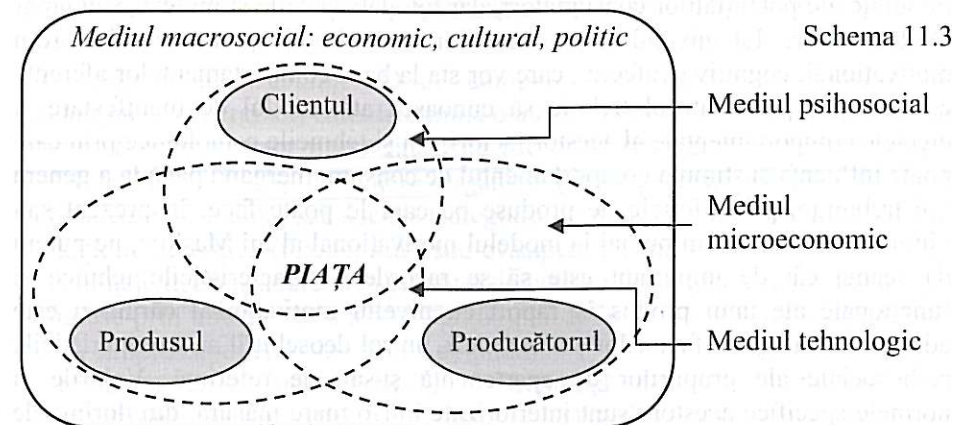 Mediul macrosocial: economic, cultural, politic
Schema 11.3
Clientul
Mediul psihosocial
Mediul
microeconomic
PIATA
Produsul
Producătorul
Mediul tehnologic